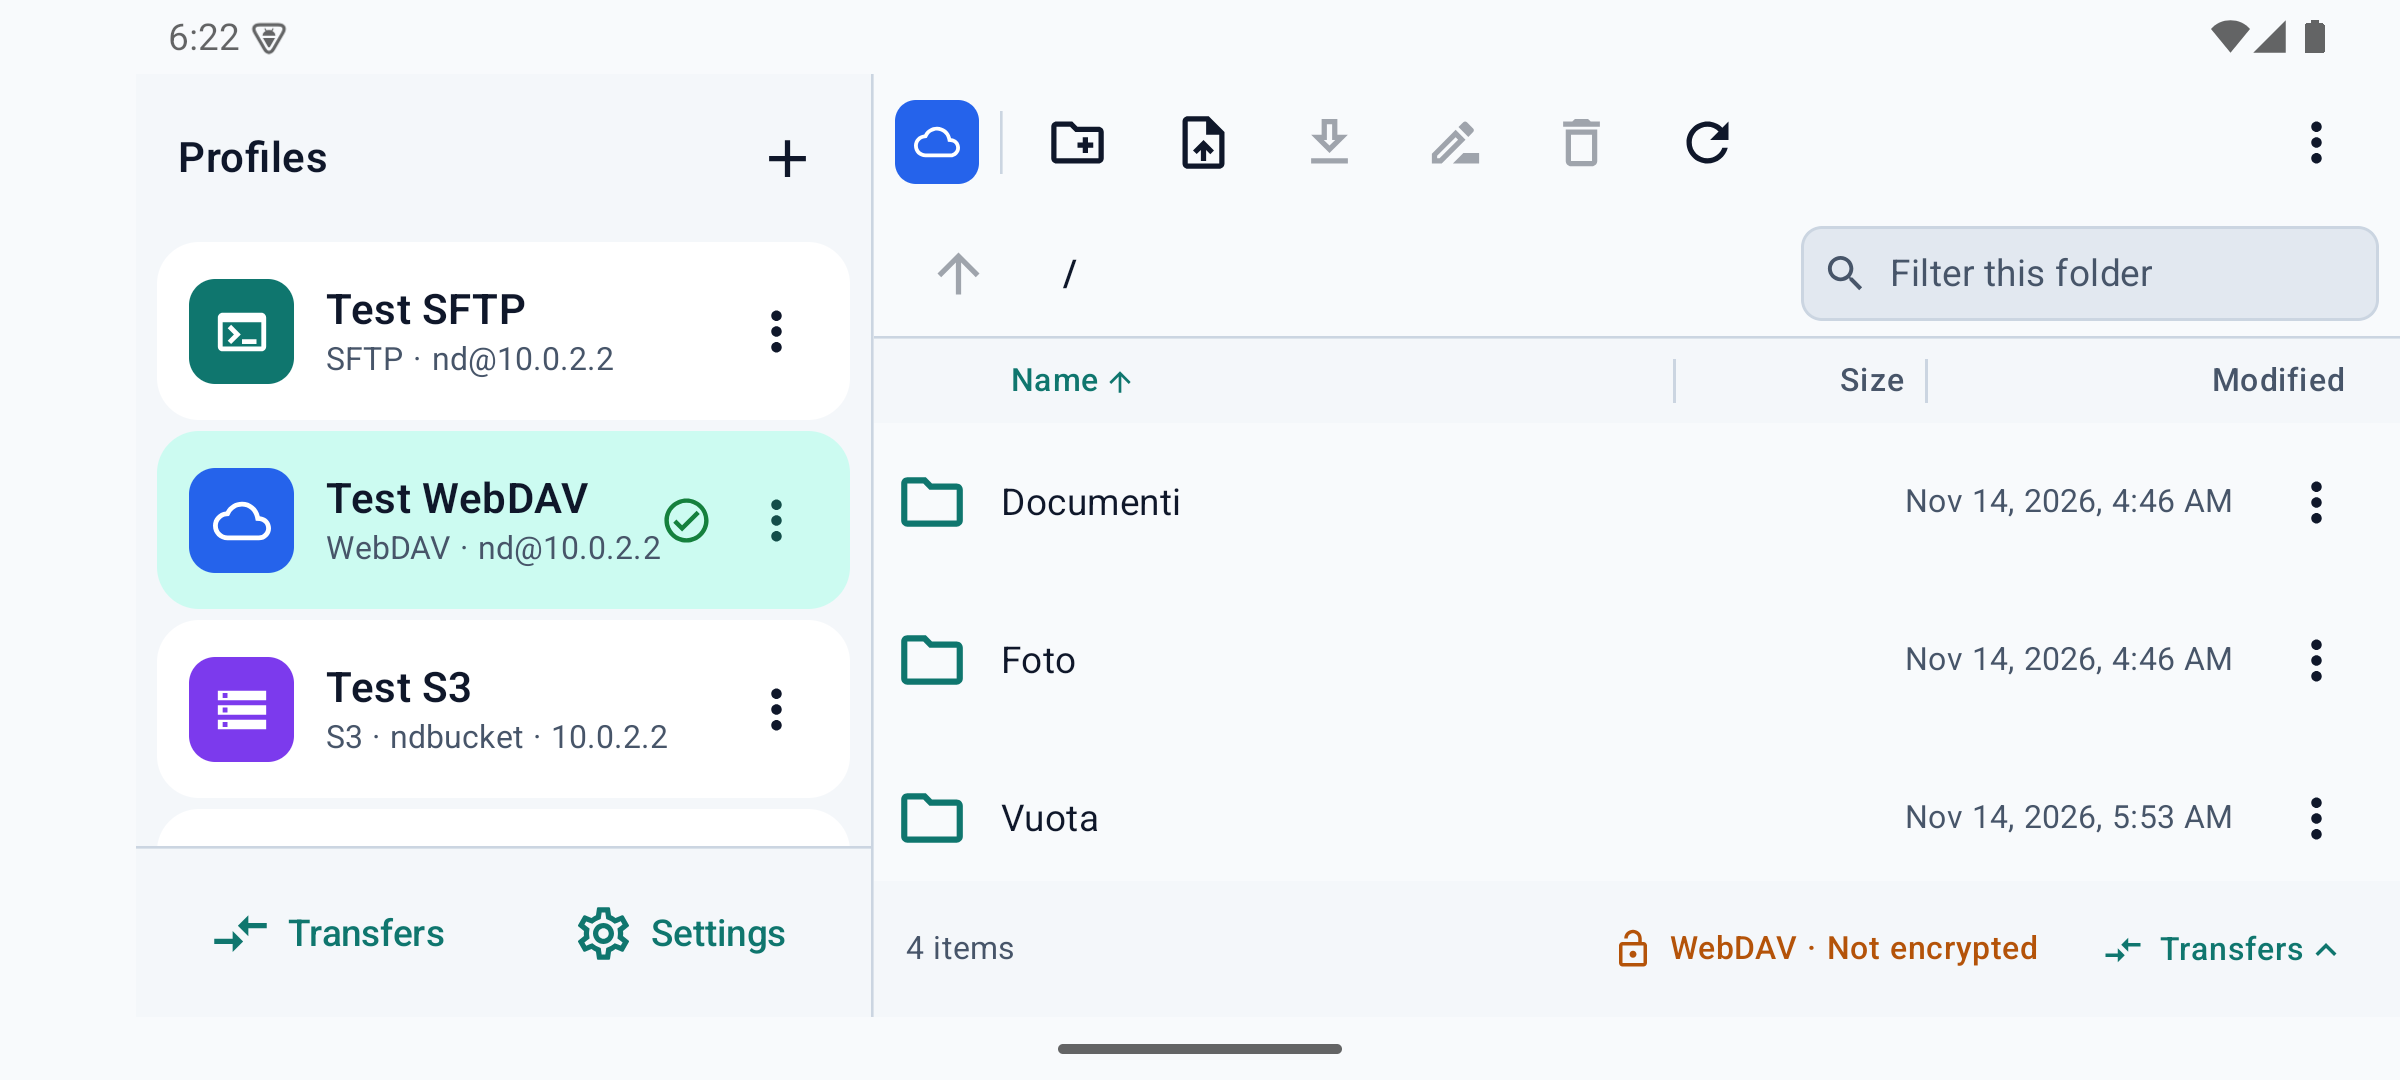 6:22
Profiles
Test SFTP
SFTP · nd@10.0.2.2
Test WebDAV
WebDAV · nd@10.0.2.2
Test S3
S3 · ndbucket · 10.0.2.2
Transfers
Settings
/
Filter this folder
Name Size Modified
Documenti Nov 14, 2026, 4:46 AM
Foto Nov 14, 2026, 4:46 AM
Vuota Nov 14, 2026, 5:53 AM
4 items WebDAV · Not encrypted Transfers